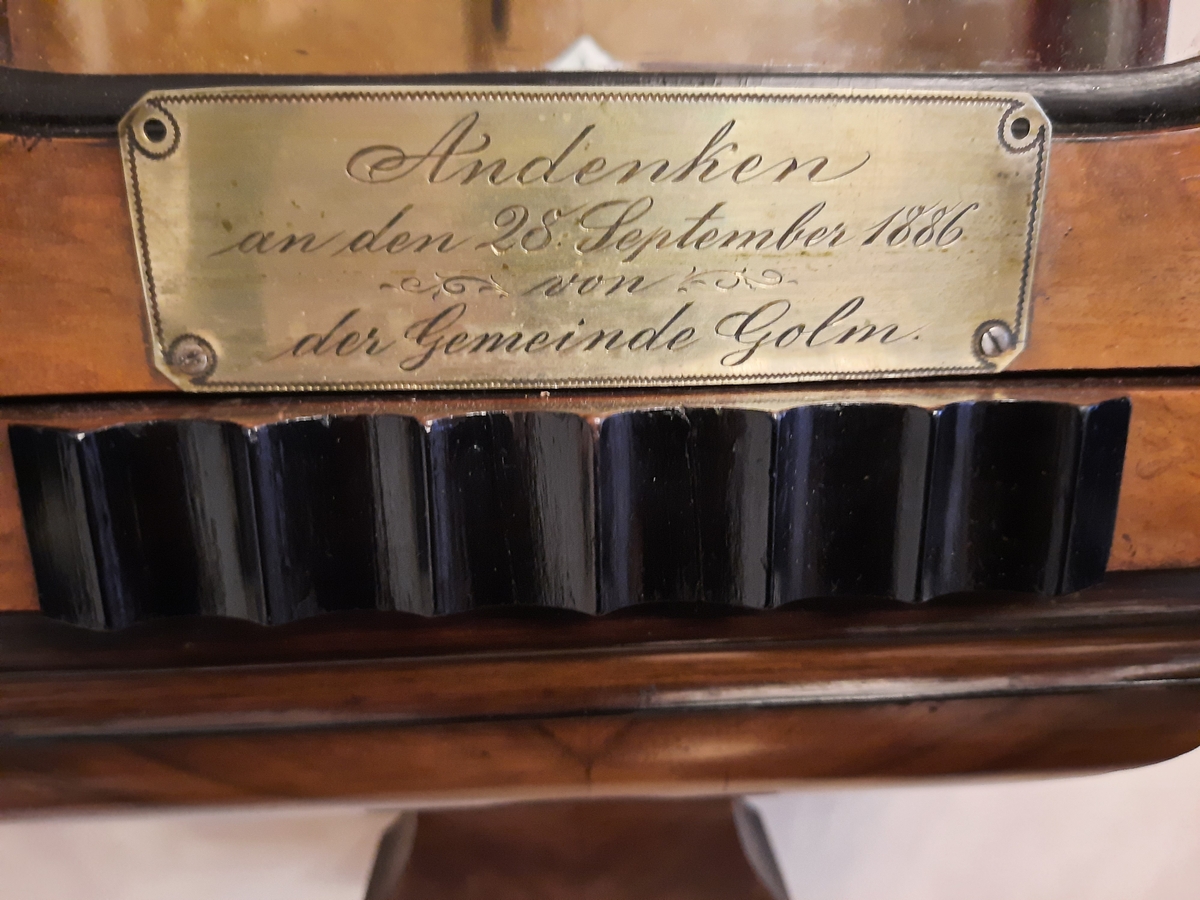 Andenken
an den 28. September 1886
von
der Gemeinde Golm.